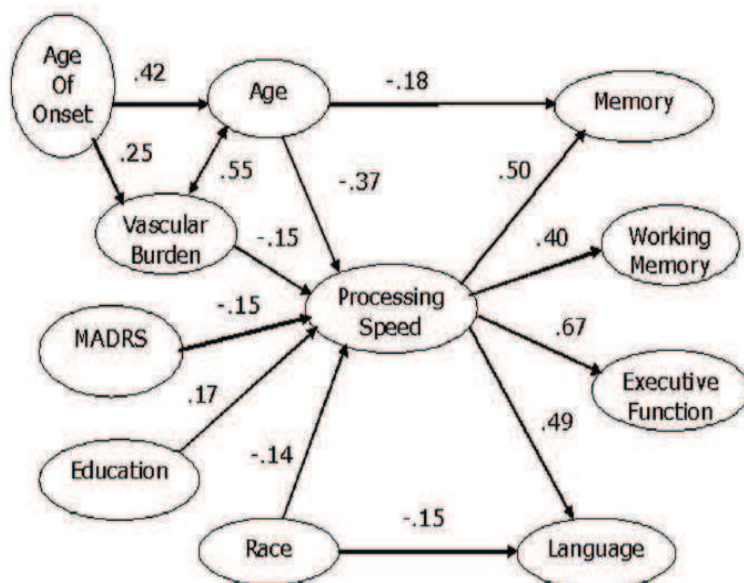 Age
Of
Onset
.42
Age
-.18
Memory
.25
.55
-.37
.50
Vascular
Burden
-.15
.40
Working
Memory
Processing
Speed
MADRS
-.15
.67
Executive
Function
.17
.49
Education
-.14
-.15
Race
Language